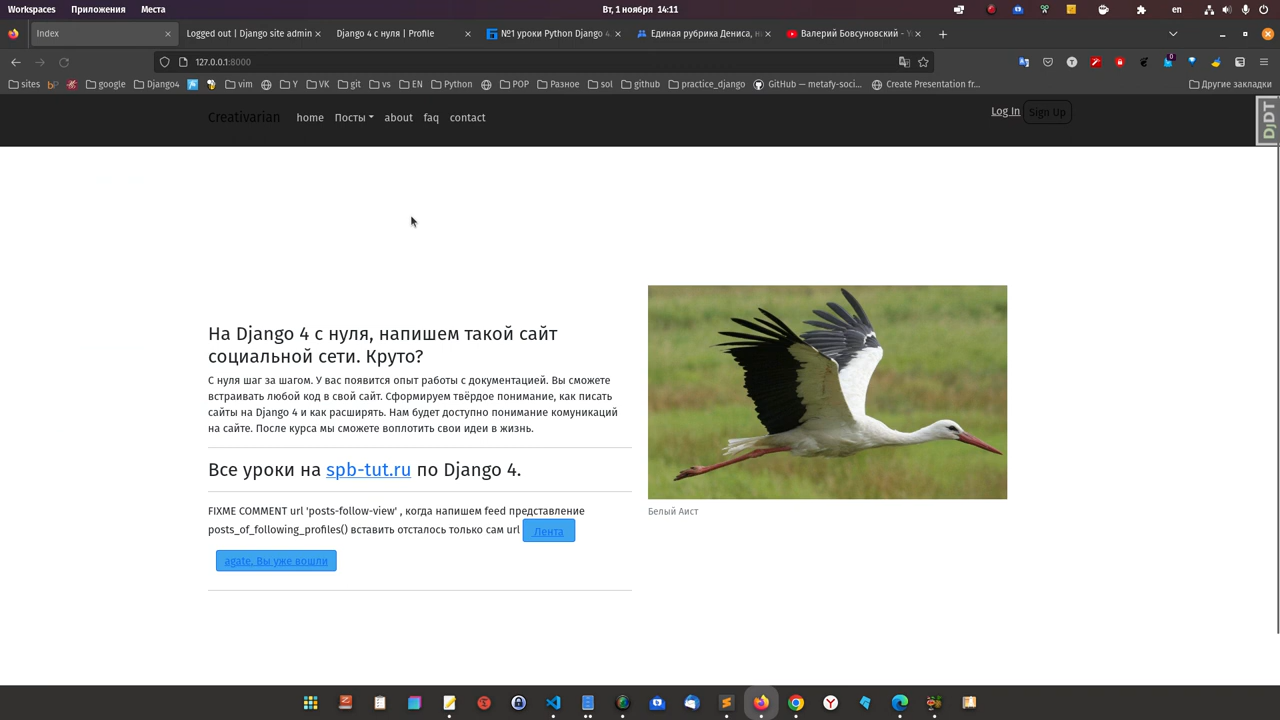 Workspaces Приложения Места Вт, 1 ноября 14:11 en
Index Logged out | Django site admin Django 4 с нуля | Profile №1 уроки Python Django 4 Единая рубрика Дениса, н Валерий Бовсуновский - Yo
127.0.0.1:8000
sites google Django4 vim Y VK git vs EN Python POP Разное sol github practice_django GitHub — metafy-soci... Create Presentation fr... Другие закладки
Creativarian home Посты about faq contact Log In Sign Up
DjDT
На Django 4 с нуля, напишем такой сайт
социальной сети. Круто?
С нуля шаг за шагом. У вас появится опыт работы с документацией. Вы сможете
встраивать любой код в свой сайт. Сформируем твёрдое понимание, как писать
сайты на Django 4 и как расширять. Нам будет доступно понимание комуникаций
на сайте. После курса мы сможете воплотить свои идеи в жизнь.
Все уроки на spb-tut.ru по Django 4.
FIXME COMMENT url 'posts-follow-view' , когда напишем feed представление
posts_of_following_profiles() вставить отсталось только сам url Лента
agate. Вы уже вошли
Белый Аист